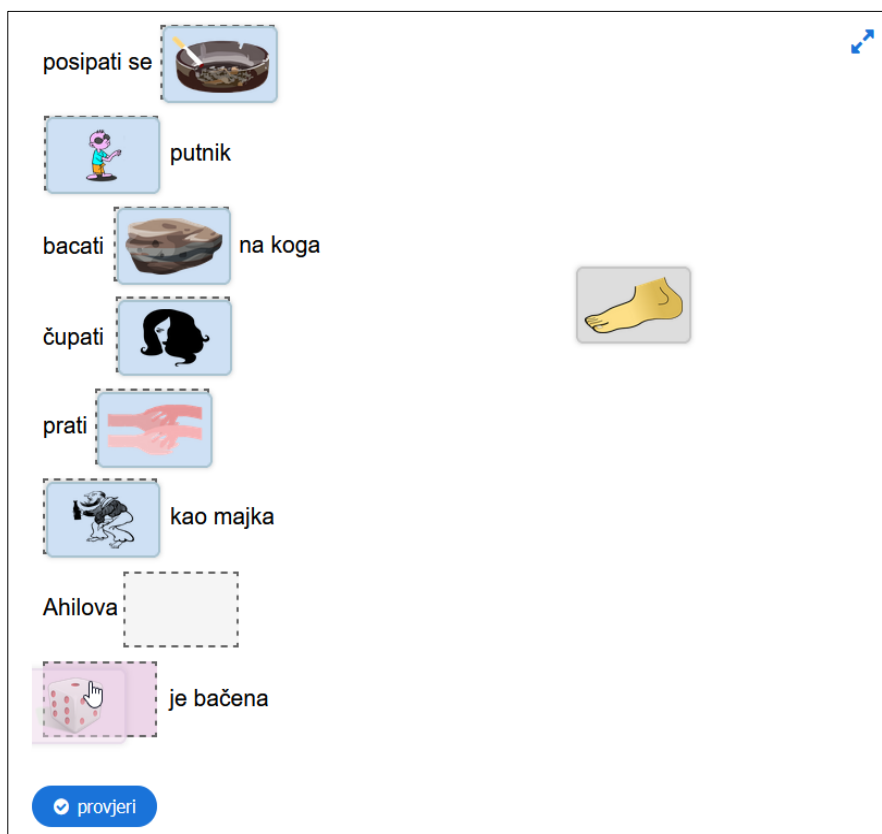 posipati se
putnik
bacati na koga
čupati
prati
kao majka
Ahilova
je bačena
provjeri